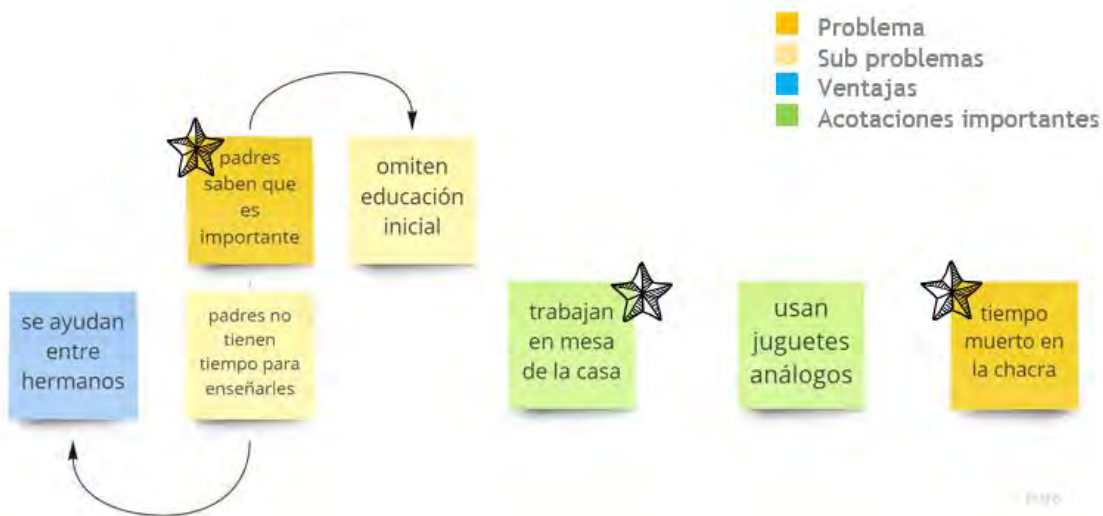 Problema
Sub problemas
Ventajas
Acotaciones importantes
padres
saben que
es
importante
omiten
educación
inicial
se ayudan
entre
hermanos
padres no
tienen
tiempo para
enseñarles
trabajan
en mesa
de la casa
usan
juguetes
análogos
tiempo
muerto en
la chacra